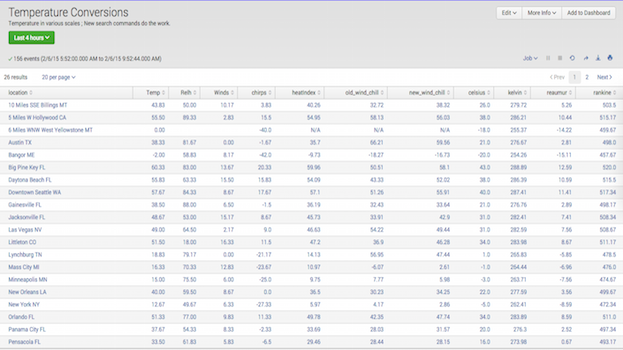 Temperature Conversions
Edit More Info Add to Dashboard
Temperature in various scales ; New search commands do the work.
Last 4 hours
✓ 156 events (2/6/15 5:52:00.000 AM to 2/6/15 9:52:44.000 AM)
Job
26 results 20 per page
‹ Prev 1 2 Next ›
location Temp Relh Winds chirps heatIndex old_wind_chill new_wind_chill celsius kelvin reaumur rankine
10 Miles SSE Billings MT 43.83 50.00 10.17 3.83 40.26 32.72 38.32 26.0 279.72 5.26 503.5
5 Miles W Hollywood CA 55.50 89.33 2.83 15.5 54.95 58.13 56.03 38.0 286.21 10.44 515.17
6 Miles WNW West Yellowstone MT 0.00 -40.0 N/A N/A N/A -18.0 255.37 -14.22 459.67
Austin TX 38.33 81.67 0.00 -1.67 35.7 66.21 59.56 21.0 276.67 2.81 498.0
Bangor ME -2.00 58.83 8.17 -42.0 -9.73 -18.27 -16.73 -20.0 254.26 -15.11 457.67
Big Pine Key FL 60.33 83.00 13.67 20.33 59.96 50.51 58.1 43.0 288.89 12.59 520.0
Daytona Beach FL 55.83 63.33 15.50 15.83 54.09 43.33 52.02 38.0 286.39 10.59 515.5
Downtown Seattle WA 57.67 84.33 8.67 17.67 57.1 51.26 55.91 40.0 287.41 11.41 517.34
Gainesville FL 38.50 88.00 6.50 -1.5 36.19 32.43 33.64 21.0 276.76 2.89 498.17
Jacksonville FL 48.67 53.00 15.17 8.67 45.73 33.91 42.9 31.0 282.41 7.41 508.34
Las Vegas NV 49.00 64.50 2.17 9.0 46.63 54.22 49.44 31.0 282.59 7.56 508.67
Littleton CO 51.50 18.00 16.33 11.5 47.2 36.9 46.28 34.0 283.98 8.67 511.17
Lynchburg TN 18.83 79.17 0.00 -21.17 14.13 56.95 47.44 1.0 265.83 -5.85 478.5
Mass City MI 16.33 70.33 12.83 -23.67 10.97 -6.07 2.61 -1.0 264.44 -6.96 476.0
Minneapolis MN 15.00 75.50 6.00 -25.0 9.75 7.77 5.98 -3.0 263.71 -7.56 474.67
New Orleans LA 40.00 59.50 8.67 0.0 36.5 30.23 34.25 22.0 277.59 3.56 499.67
New York NY 12.67 49.67 6.33 -27.33 5.97 4.17 2.86 -5.0 262.41 -8.59 472.34
Orlando FL 51.33 77.00 9.83 11.33 49.78 42.35 47.74 34.0 283.89 8.59 511.0
Panama City FL 37.67 54.33 8.33 -2.33 33.69 28.03 31.57 20.0 276.3 2.52 497.34
Pensacola FL 33.50 61.83 5.83 -6.5 29.46 28.44 28.15 16.0 273.98 0.67 493.17